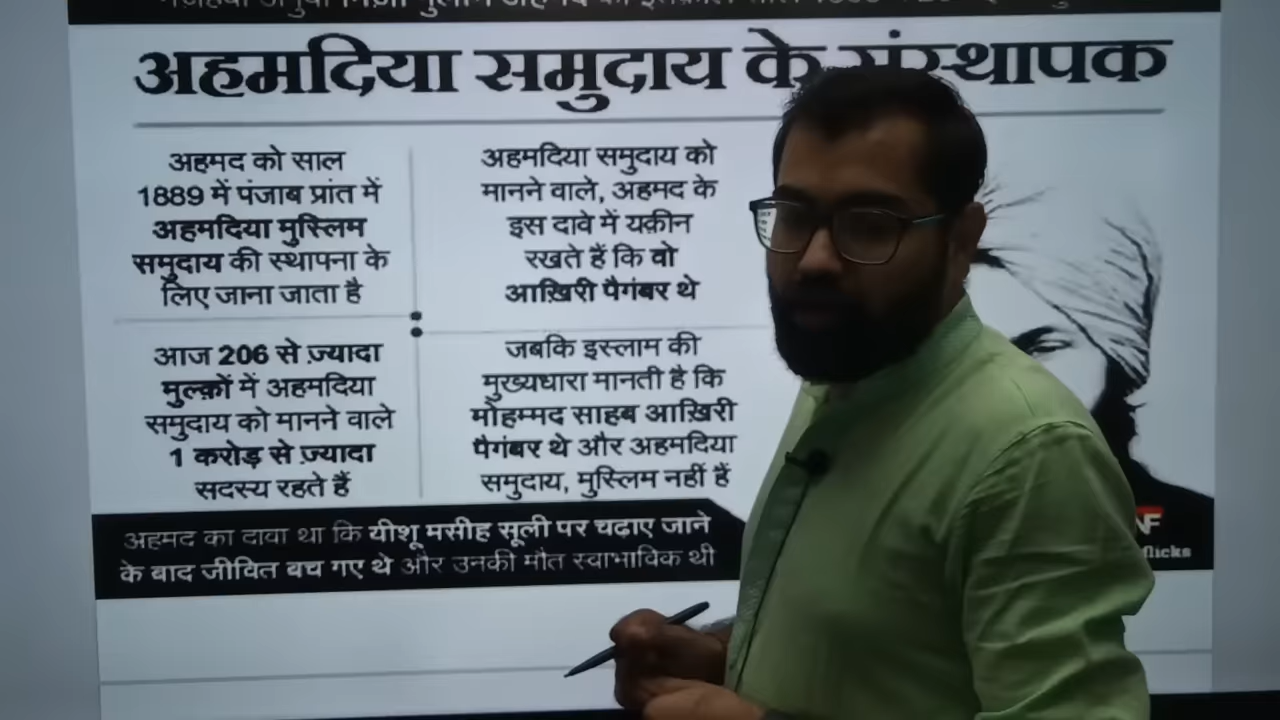 अहमदिया समुदाय के संस्थापक
अहमद को साल
1889 में पंजाब प्रांत में
अहमदिया मुस्लिम
समुदाय की स्थापना के
लिए जाना जाता है
अहमदिया समुदाय को
मानने वाले, अहमद के
इस दावे में यक़ीन
रखते हैं कि वो
आख़िरी पैगंबर थे
आज 206 से ज़्यादा
मुल्क़ों में अहमदिया
समुदाय को मानने वाले
1 करोड़ से ज़्यादा
सदस्य रहते हैं
जबकि इस्लाम की
मुख्यधारा मानती है कि
मोहम्मद साहब आख़िरी
पैगंबर थे और अहमदिया
समुदाय, मुस्लिम नहीं हैं
अहमद का दावा था कि यीशू मसीह सूली पर चढाए जाने
के बाद जीवित बच गए थे और उनकी मौत स्वाभाविक थी
NF
flicks